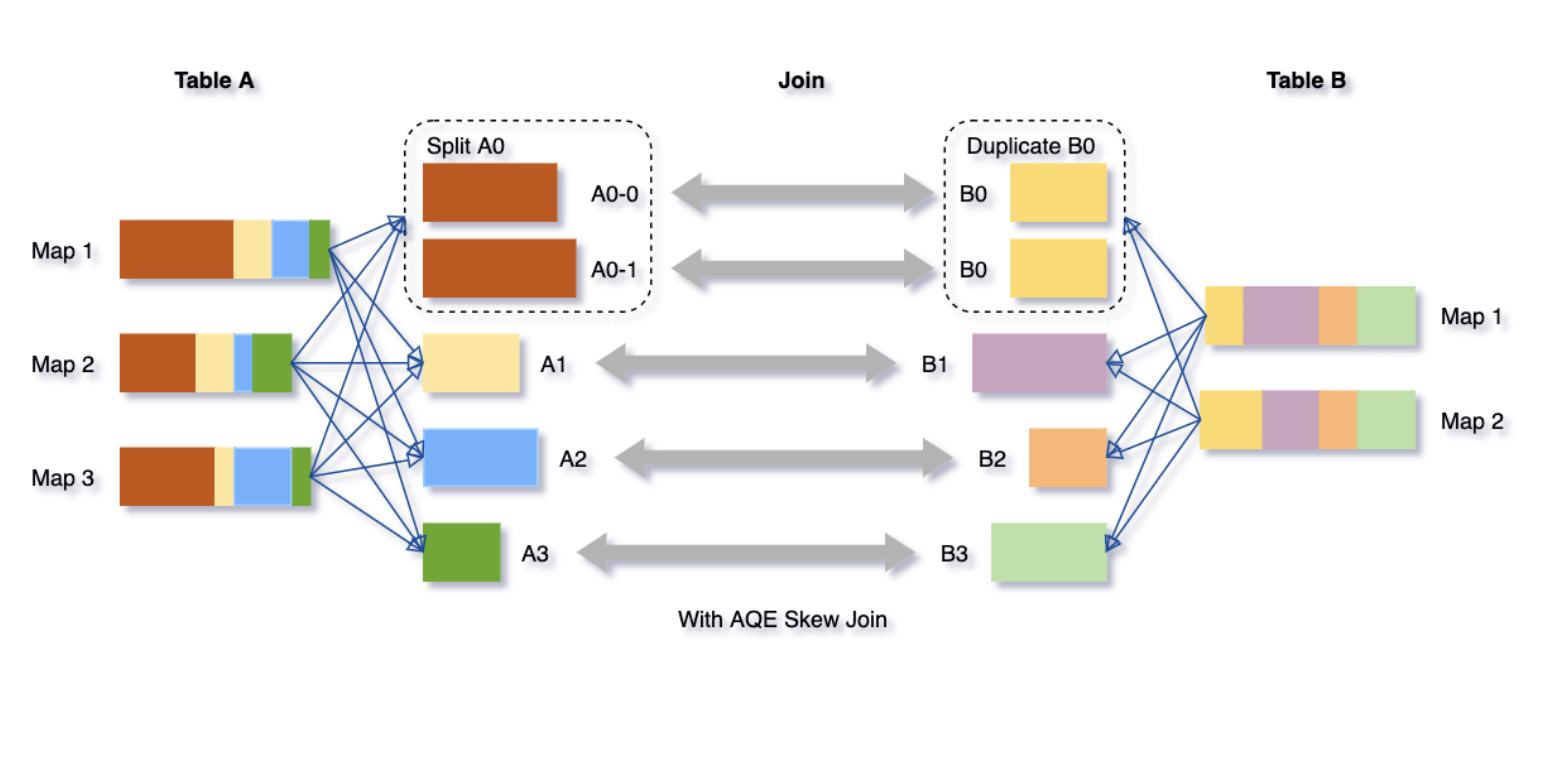 Table A
Join
Table B
Split A0
Duplicate B0
A0-0
B0
Map 1
A0-1
B0
Map 1
Map 2
A1
B1
Map 2
A2
B2
Map 3
A3
B3
With AQE Skew Join